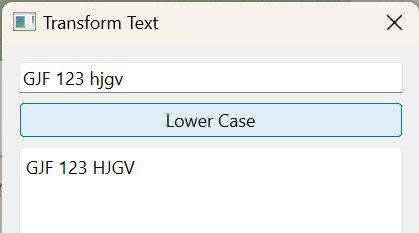 Transform Text
GJF 123 hjgv
Lower Case
GJF 123 HJGV